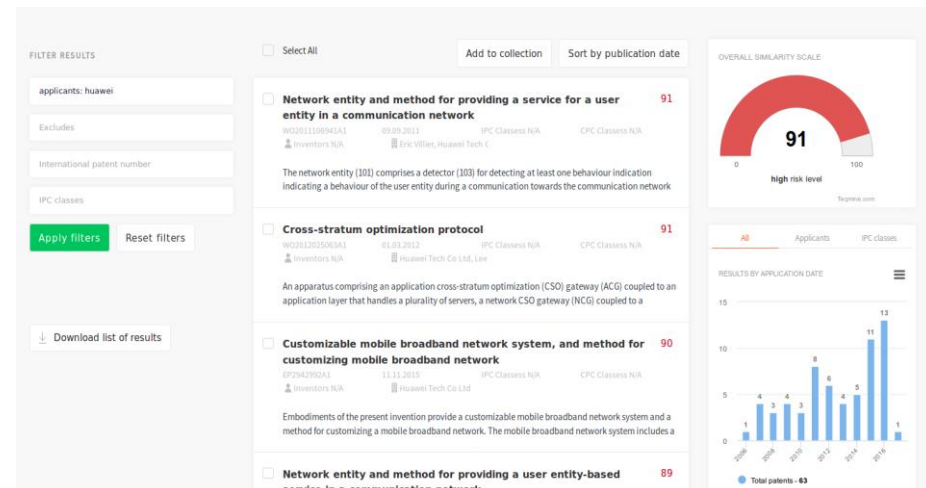 FILTER RESULTS
applicants: huawei
Excludes
International patent number
IPC classes
Apply filters
Reset filters
Download list of results
Select All
Add to collection
Sort by publication date
Network entity and method for providing a service for a user
entity in a communication network
91
WO2011106941A1 09.09.2011 IPC Classess N/A CPC Classess N/A
Inventors N/A Eric Villier, Huawei Tech C
The network entity (101) comprises a detector (103) for detecting at least one behaviour indication
indicating a behaviour of the user entity during a communication towards the communication network
Cross-stratum optimization protocol
91
WO2012025063A1 01.03.2012 IPC Classess N/A CPC Classess N/A
Inventors N/A Huawei Tech Co Ltd, Lee
An apparatus comprising an application cross-stratum optimization (CSO) gateway (ACG) coupled to an
application layer that handles a plurality of servers, a network CSO gateway (NCG) coupled to a
Customizable mobile broadband network system, and method for
customizing mobile broadband network
90
EP2942992A1 11.11.2015 IPC Classess N/A CPC Classess N/A
Inventors N/A Huawei Tech Co Ltd
Embodiments of the present invention provide a customizable mobile broadband network system and a
method for customizing a mobile broadband network. The mobile broadband network system includes a
Network entity and method for providing a user entity-based
89
OVERALL SIMILARITY SCALE
91
0 100
high risk level
Teqmine.com
All Applicants IPC classes
RESULTS BY APPLICATION DATE
15
10
5
0
1 4 3 4 3 8 6 4 5 11 13 1
2006 2008 2010 2012 2014 2016
Total patents - 63